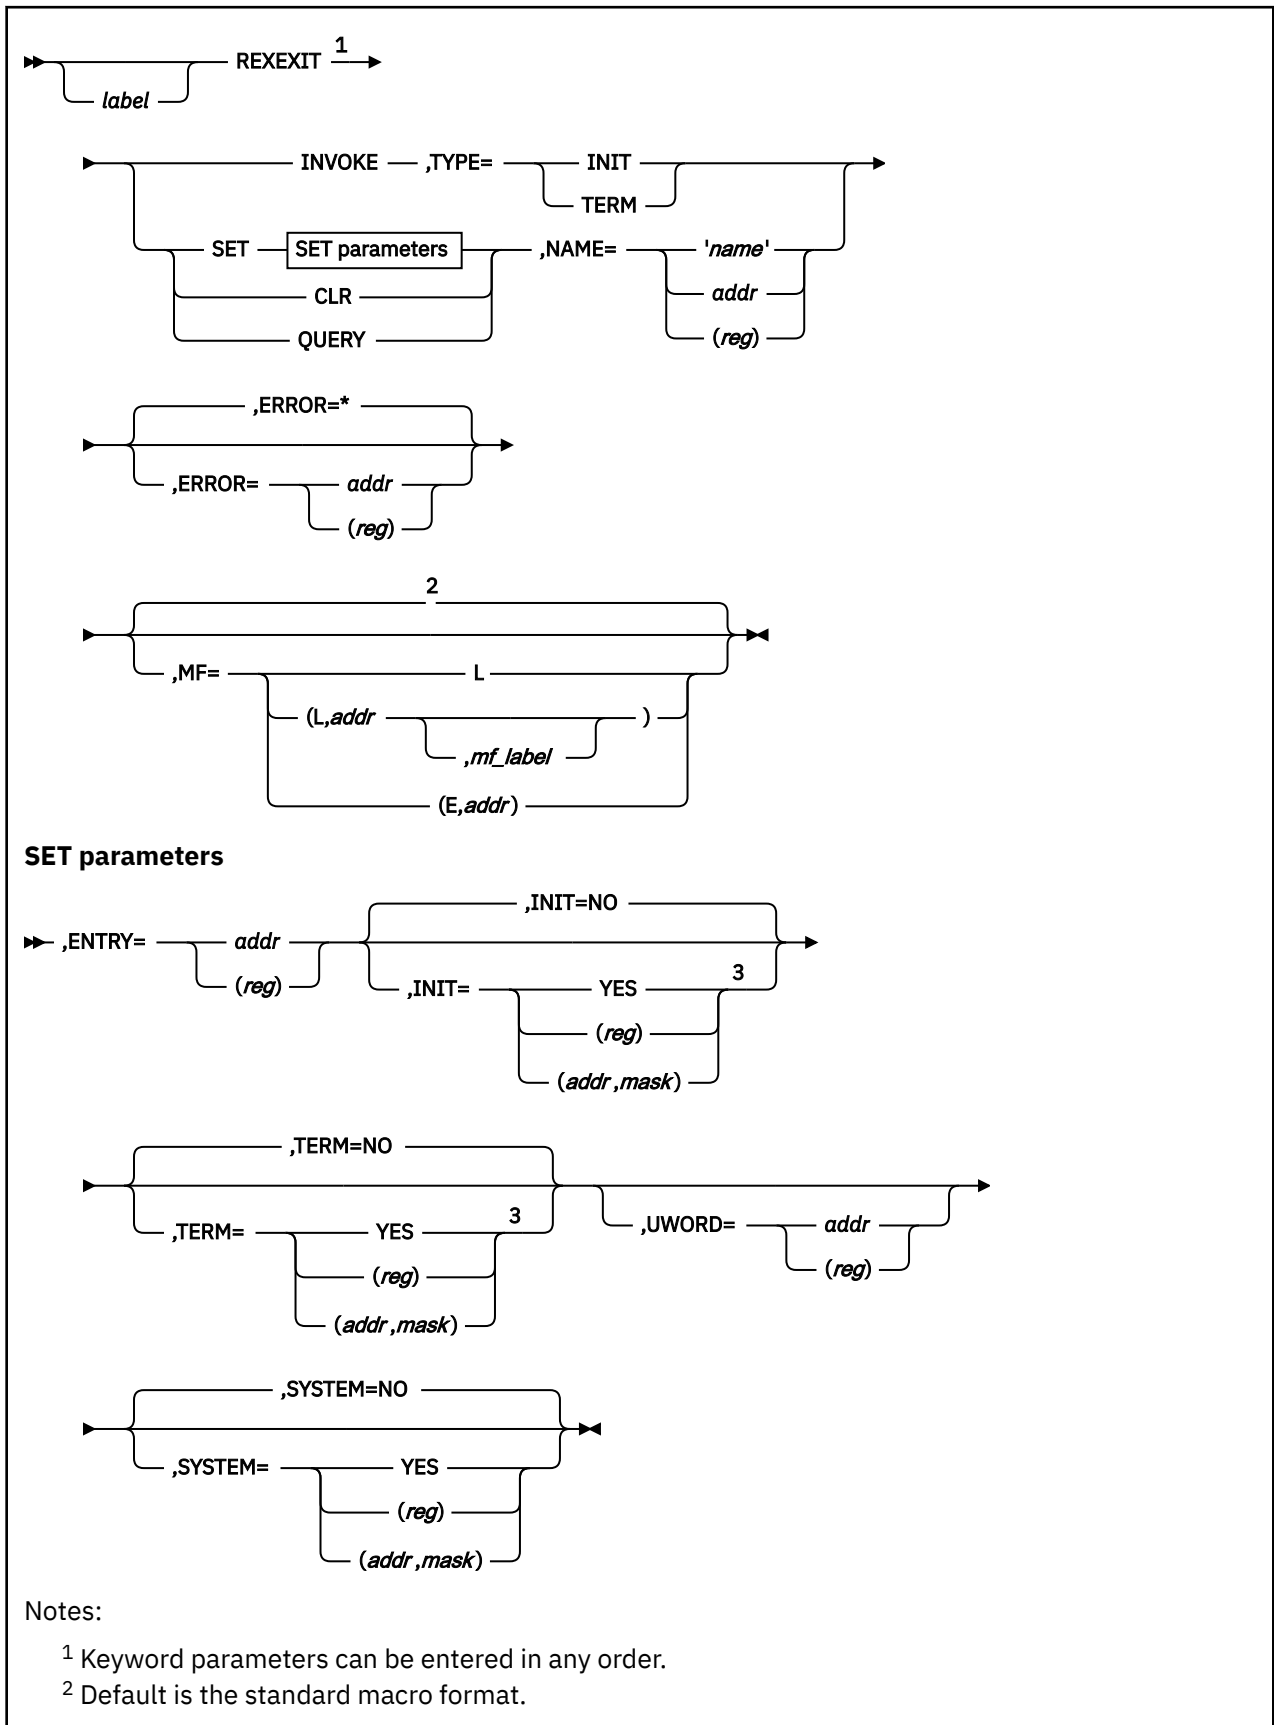 REXEXIT 1
label
INVOKE ,TYPE= INIT
TERM
SET SET parameters ,NAME= 'name'
CLR addr
QUERY (reg)
,ERROR=*
,ERROR= addr
(reg)
2
,MF= L
(L,addr )
,mf_label
(E,addr)
SET parameters
,INIT=NO
,ENTRY= addr
(reg) ,INIT= YES 3
(reg)
(addr,mask)
,TERM=NO
,TERM= YES 3 ,UWORD= addr
(reg) (reg)
(addr,mask)
,SYSTEM=NO
,SYSTEM= YES
(reg)
(addr,mask)
Notes:
1 Keyword parameters can be entered in any order.
2 Default is the standard macro format.